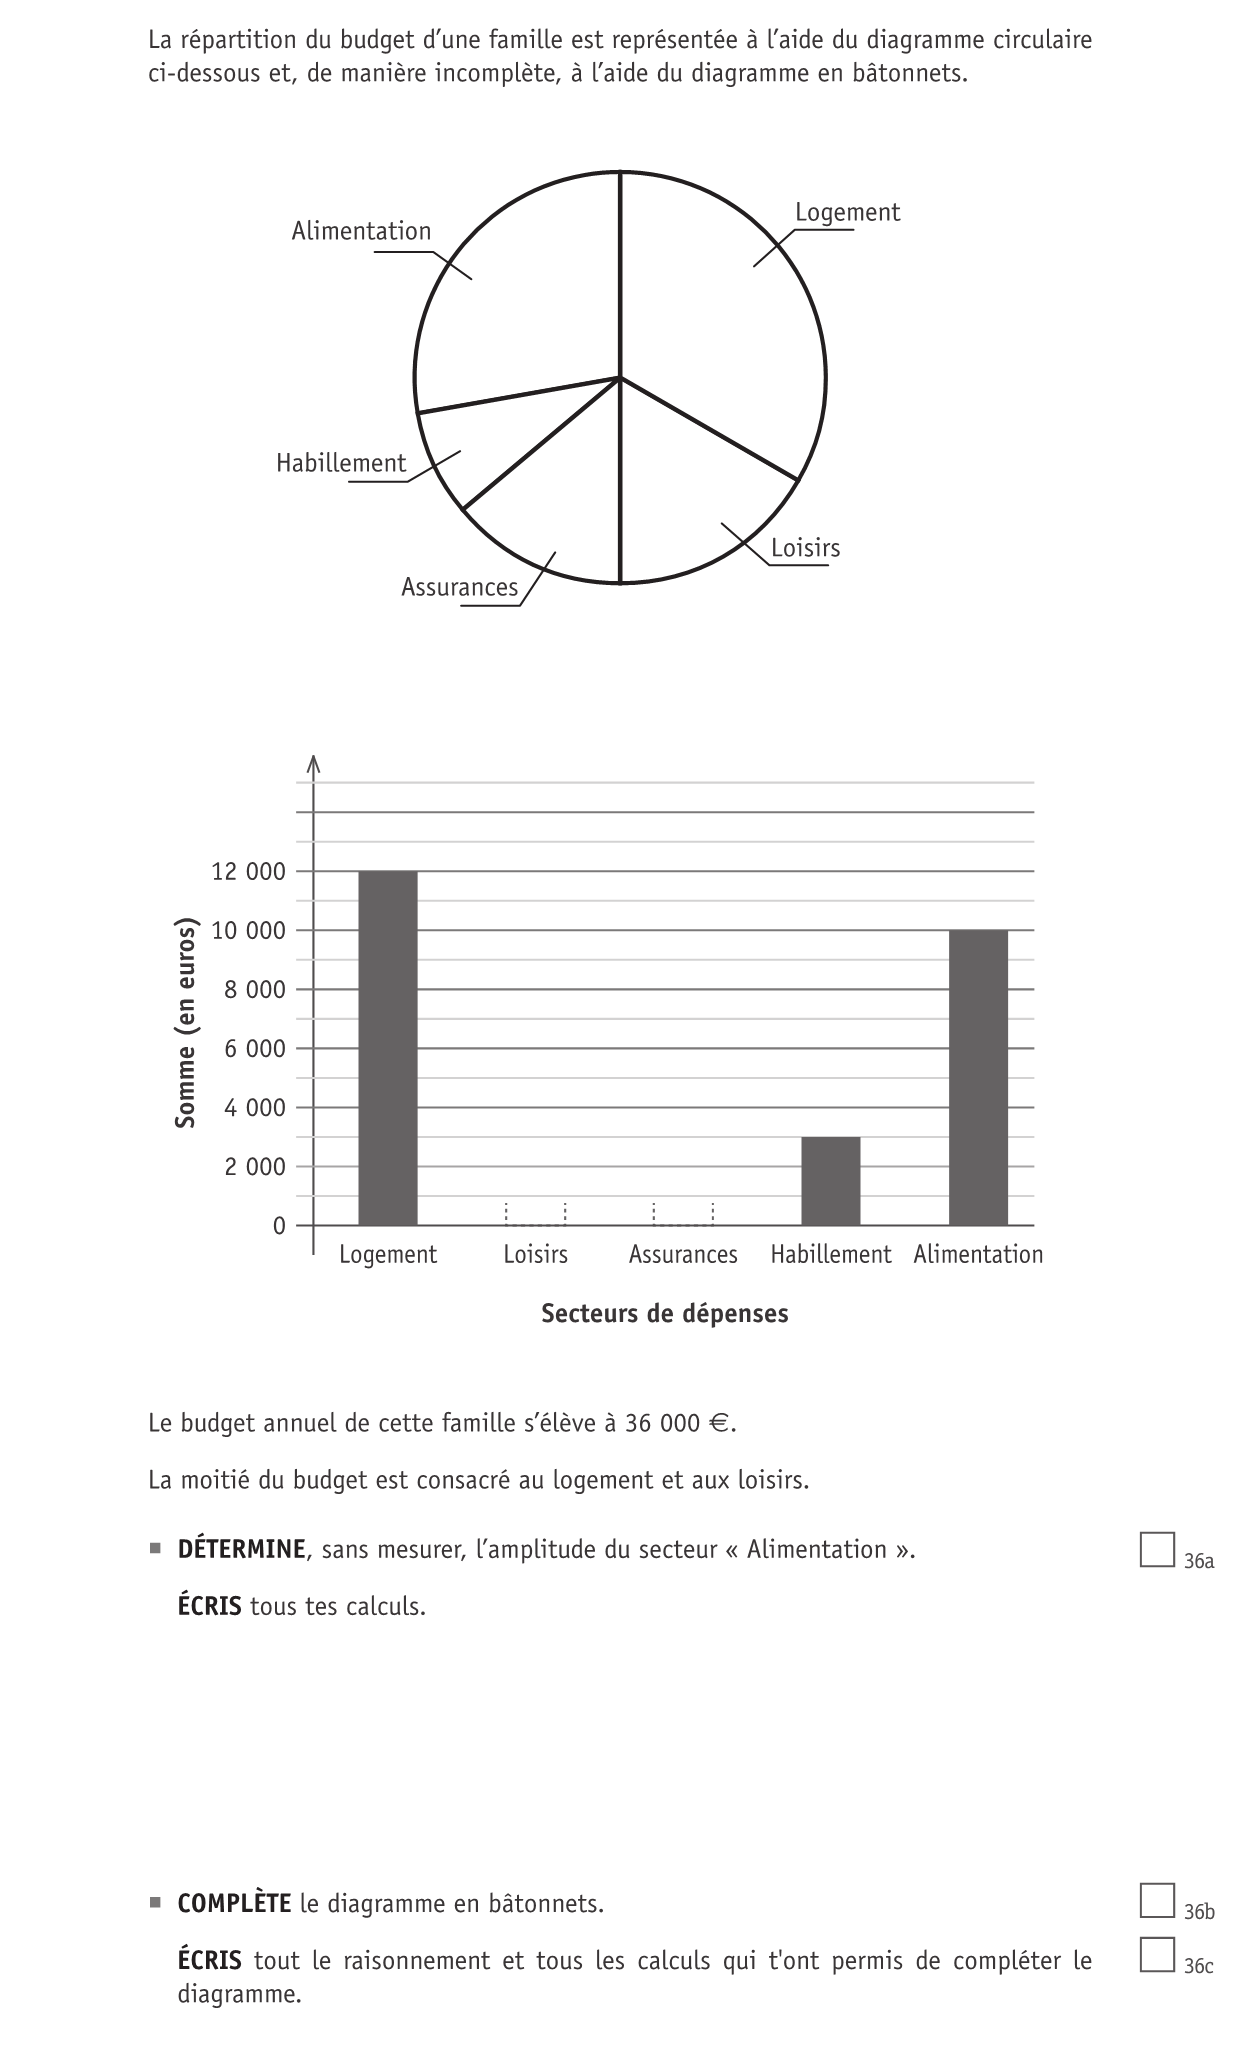 La répartition du budget d’une famille est représentée à l’aide du diagramme circulaire
ci-dessous et, de manière incomplète, à l’aide du diagramme en bâtonnets.
Logement
Alimentation
Habillement
Loisirs
Assurances
12 000
10 000
8 000
6 000
4 000
2 000
0
Somme (en euros)
Logement Loisirs Assurances Habillement Alimentation
Secteurs de dépenses
Le budget annuel de cette famille s’élève à 36 000 €.
La moitié du budget est consacré au logement et aux loisirs.
■ DÉTERMINE, sans mesurer, l’amplitude du secteur « Alimentation ».
36a
ÉCRIS tous tes calculs.
■ COMPLÈTE le diagramme en bâtonnets.
36b
ÉCRIS tout le raisonnement et tous les calculs qui t'ont permis de compléter le
36c
diagramme.